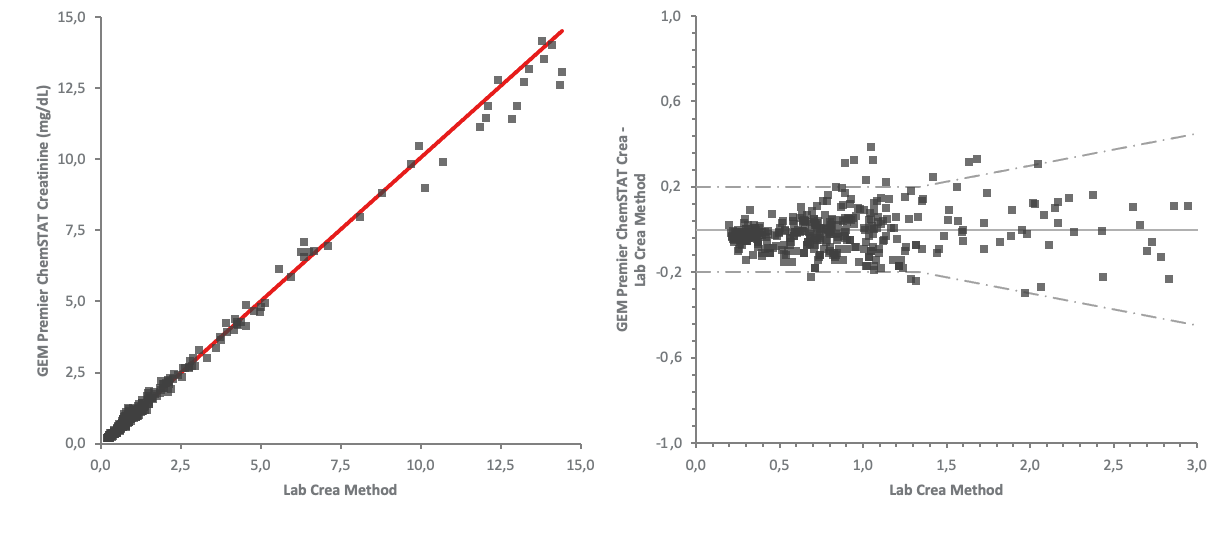 15,0
12,5
10,0
7,5
5,0
2,5
0,0
GEM Premier ChemSTAT Creatinine (mg/dL)
0,0 2,5 5,0 7,5 10,0 12,5 15,0
Lab Crea Method
1,0
0,6
0,2
-0,2
-0,6
-1,0
GEM Premier ChemSTAT Crea -
Lab Crea Method
0,0 0,5 1,0 1,5 2,0 2,5 3,0
Lab Crea Method